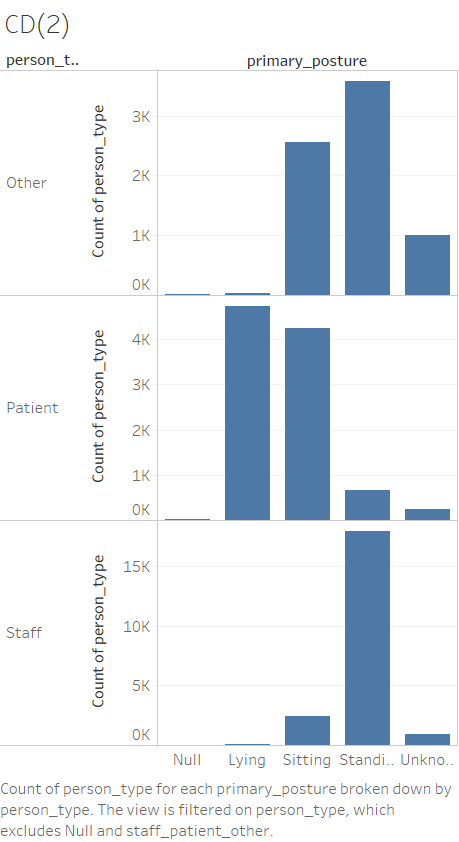 CD(2)
person_t.. primary_posture
Other
Count of person_type
3K
2K
1K
0K
Patient
Count of person_type
4K
3K
2K
1K
0K
Staff
Count of person_type
15K
10K
5K
0K
Null Lying Sitting Standi.. Unkno..
Count of person_type for each primary_posture broken down by
person_type. The view is filtered on person_type, which
excludes Null and staff_patient_other.